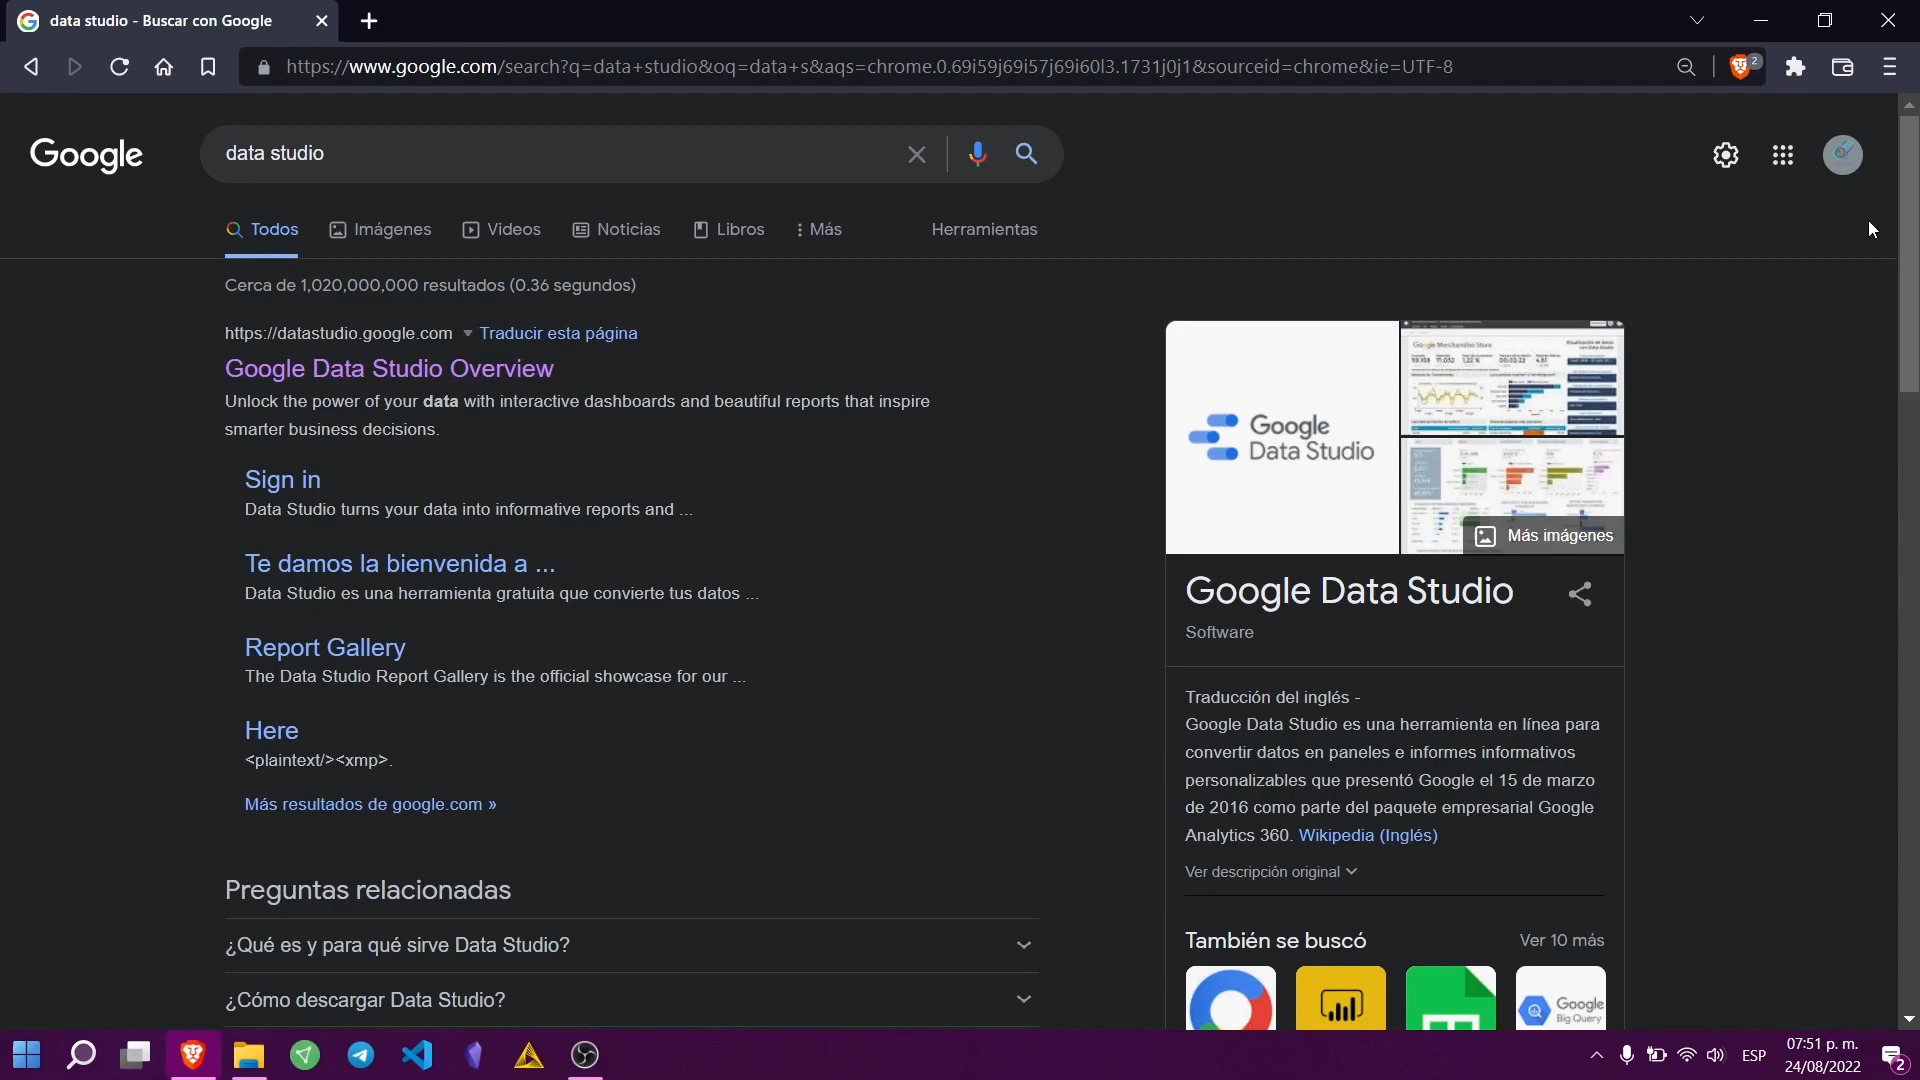 data studio - Buscar con Google
https://www.google.com/search?q=data+studio&oq=data+s&aqs=chrome.0.69i59j69i57j69i60l3.1731j0j1&sourceid=chrome&ie=UTF-8
2
Google
data studio
Todos
Imágenes
Videos
Noticias
Libros
Más
Herramientas
Cerca de 1,020,000,000 resultados (0.36 segundos)
https://datastudio.google.com
Traducir esta página
Google Data Studio Overview
Unlock the power of your data with interactive dashboards and beautiful reports that inspire
smarter business decisions.
Sign in
Data Studio turns your data into informative reports and ...
Te damos la bienvenida a ...
Data Studio es una herramienta gratuita que convierte tus datos ...
Report Gallery
The Data Studio Report Gallery is the official showcase for our ...
Here
<plaintext/><xmp>.
Más resultados de google.com »
Preguntas relacionadas
¿Qué es y para qué sirve Data Studio?
¿Cómo descargar Data Studio?
Google
Data Studio
Google Merchandise Store
Más imágenes
Google Data Studio
Software
Traducción del inglés -
Google Data Studio es una herramienta en línea para
convertir datos en paneles e informes informativos
personalizables que presentó Google el 15 de marzo
de 2016 como parte del paquete empresarial Google
Analytics 360. Wikipedia (Inglés)
Ver descripción original
También se buscó
Ver 10 más
Google
Big Query
ESP
07:51 p. m.
24/08/2022
2